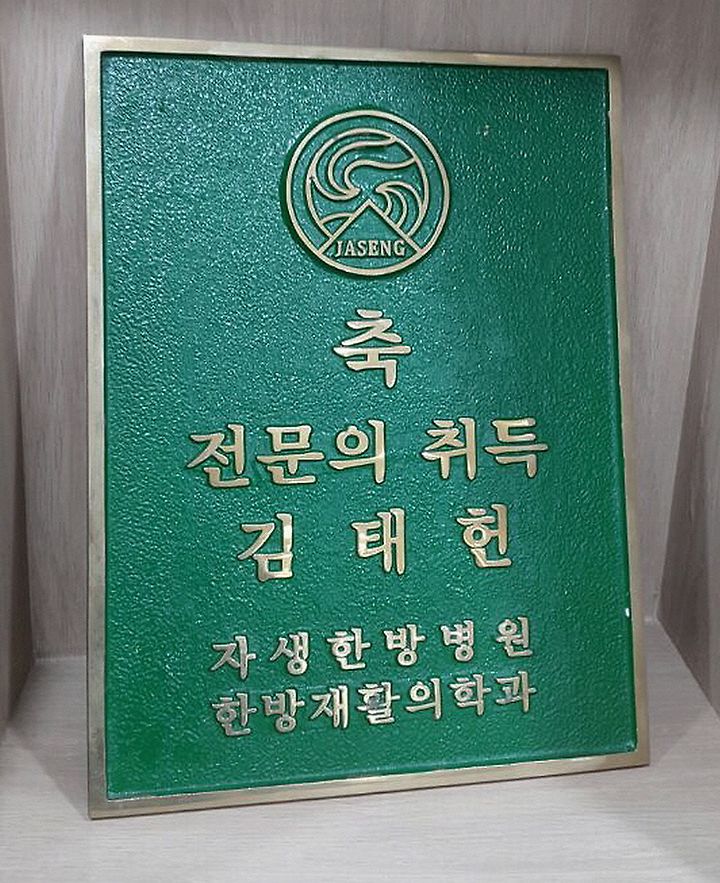 JASENG
축
전문의 취득
김 태 헌
자생한방병원
한방재활의학과